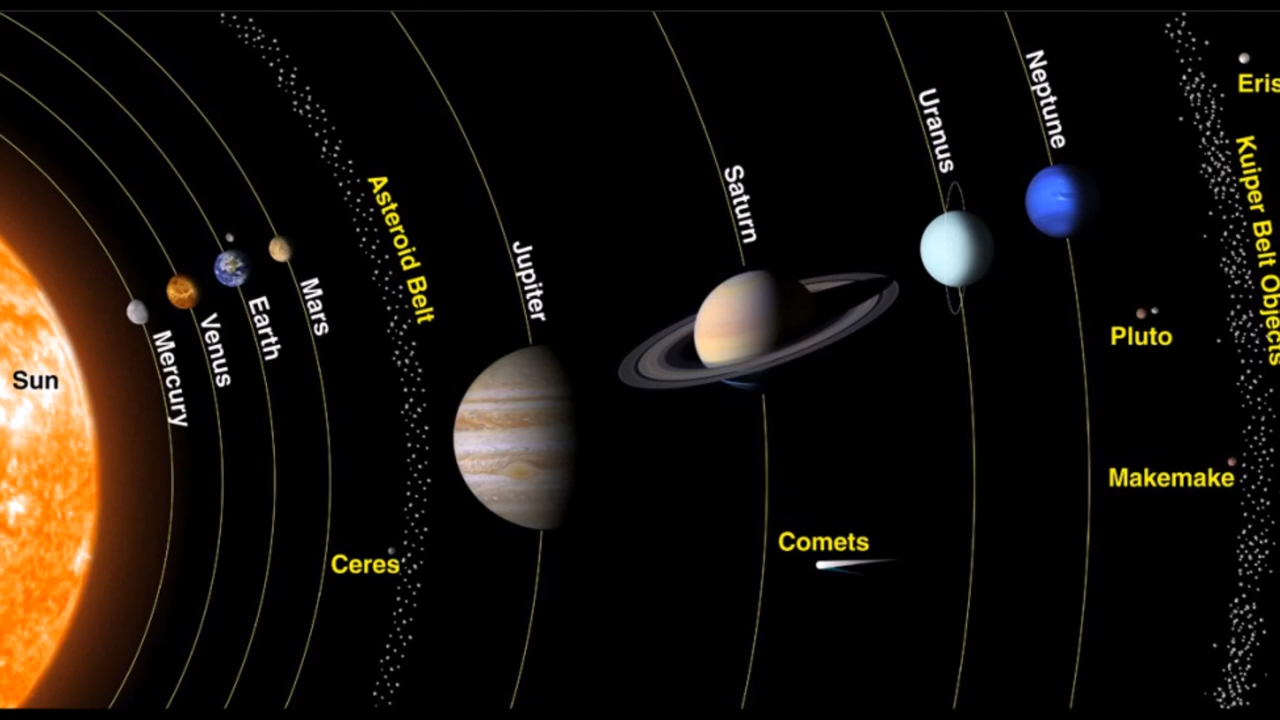 Sun
Mercury
Venus
Earth
Mars
Asteroid Belt
Ceres
Jupiter
Saturn
Comets
Uranus
Neptune
Pluto
Makemake
Eris
Kuiper Belt Objects